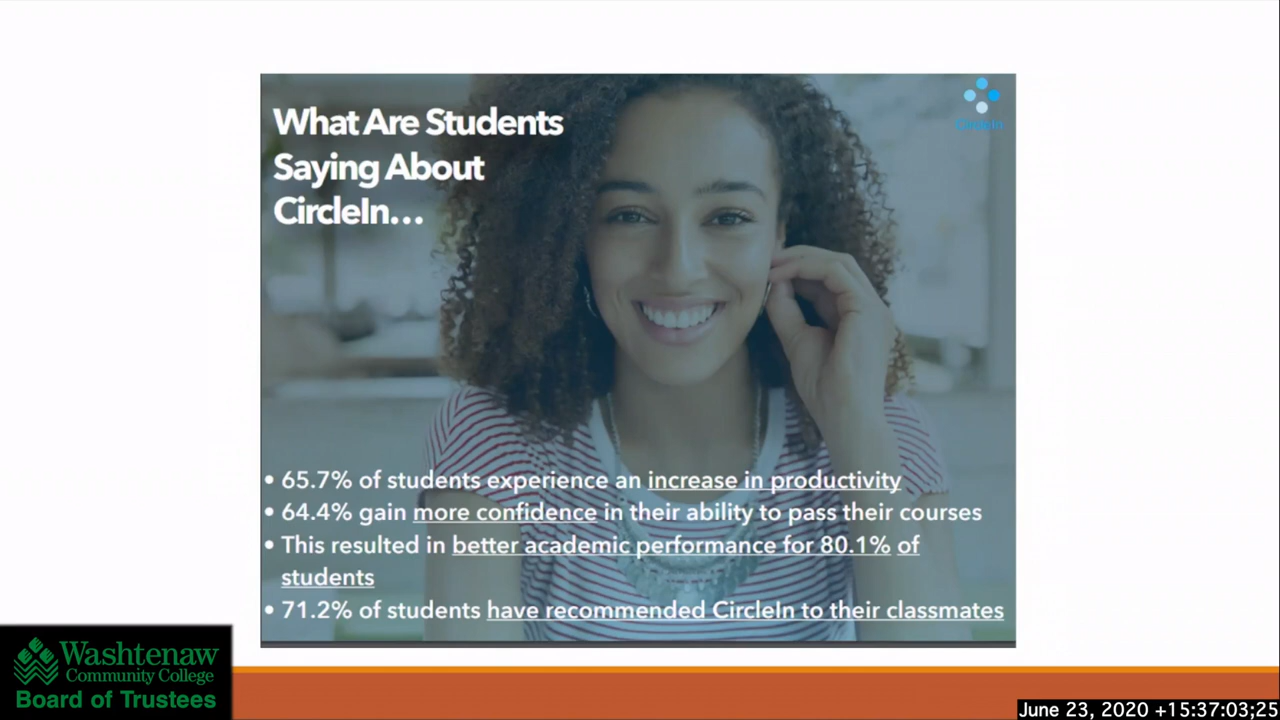 What Are Students
Saying About
CircleIn...
CircleIn
• 65.7% of students experience an increase in productivity
• 64.4% gain more confidence in their ability to pass their courses
• This resulted in better academic performance for 80.1% of
students
• 71.2% of students have recommended CircleIn to their classmates
Washtenaw
Community College
Board of Trustees
June 23, 2020 +15:37:03;25